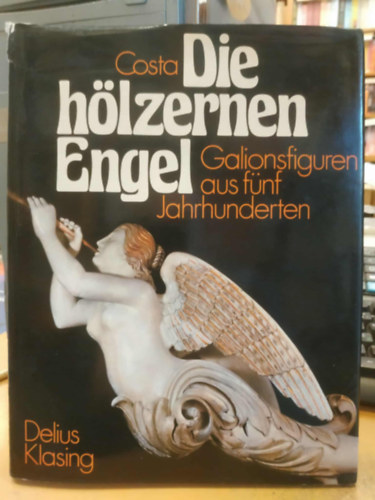 Costa Die
hölzernen
Engel Galionsfiguren
aus fünf
Jahrhunderten
Delius
Klasing